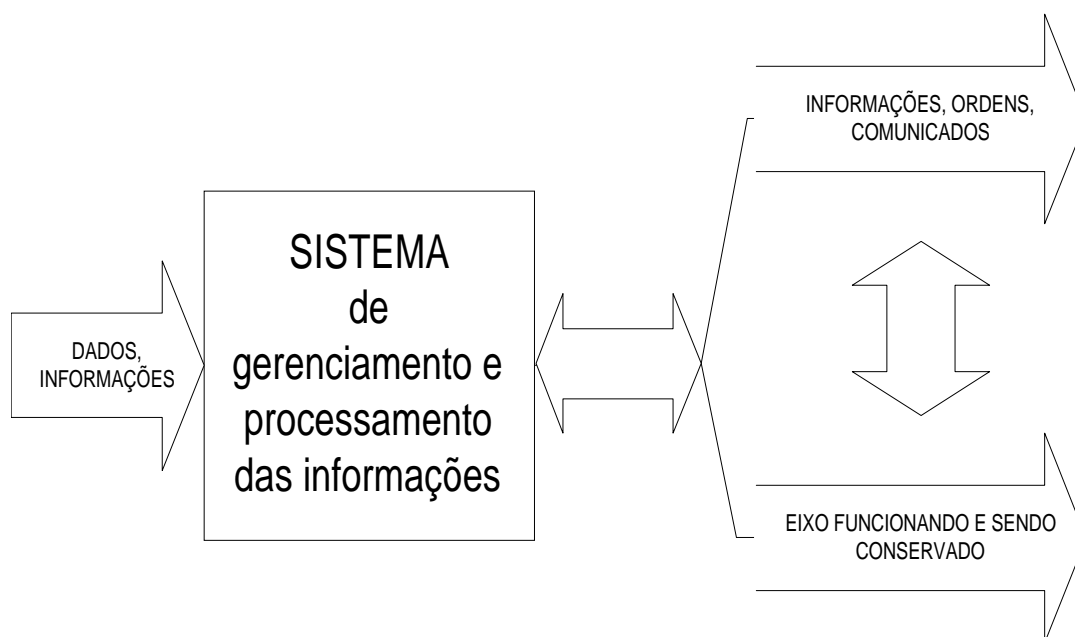 DADOS,
INFORMAÇÕES
SISTEMA
de
gerenciamento e
processamento
das informações
INFORMAÇÕES, ORDENS,
COMUNICADOS
EIXO FUNCIONANDO E SENDO
CONSERVADO